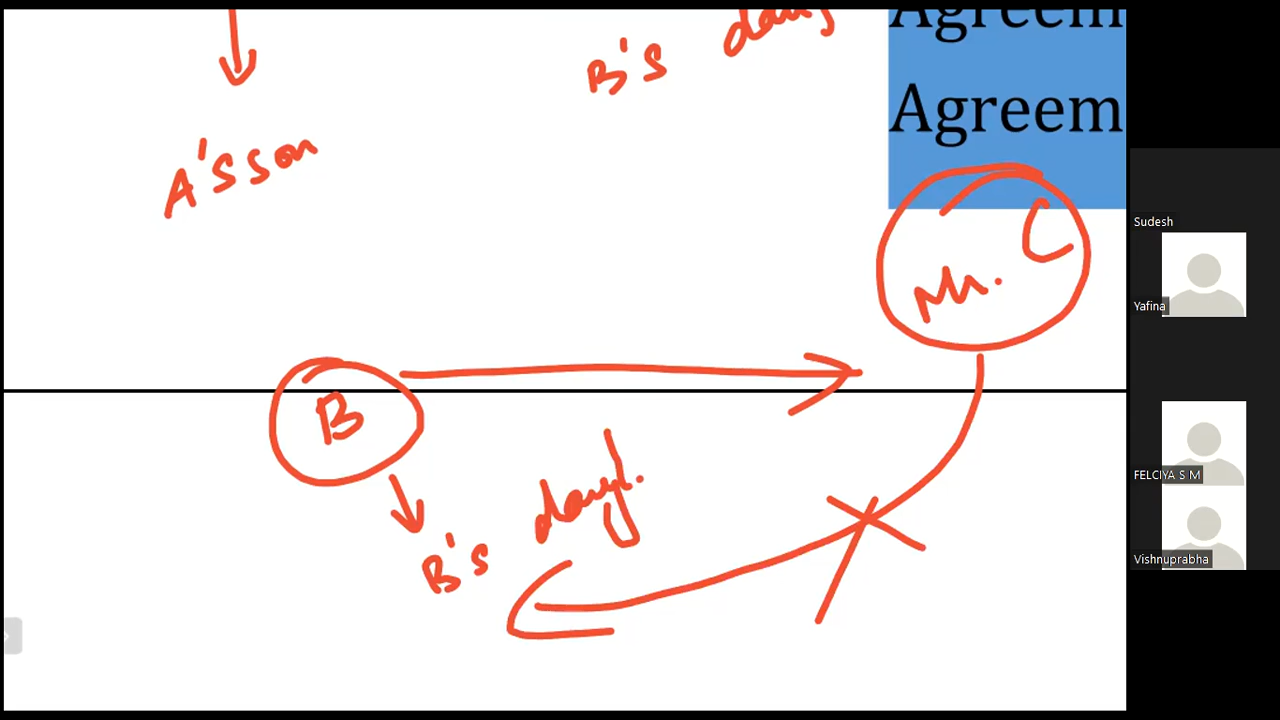 Agreem
B's daug
Agreem
A's son
Mr. C
B
B's daug.
Sudesh
Yafina
FELCIYA S M
Vishnuprabha